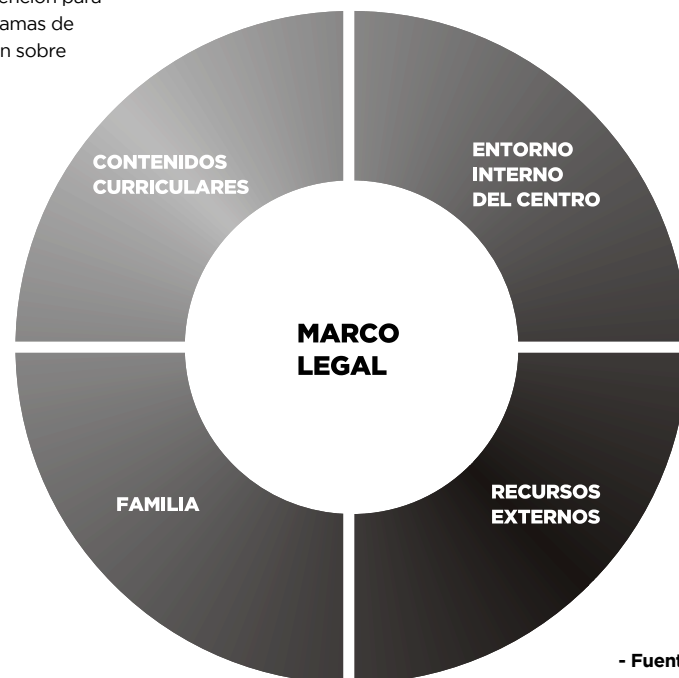 amas de
n sobre
CONTENIDOS
CURRICULARES
ENTORNO
INTERNO
DEL CENTRO
MARCO
LEGAL
FAMILIA
RECURSOS
EXTERNOS
- Fuent